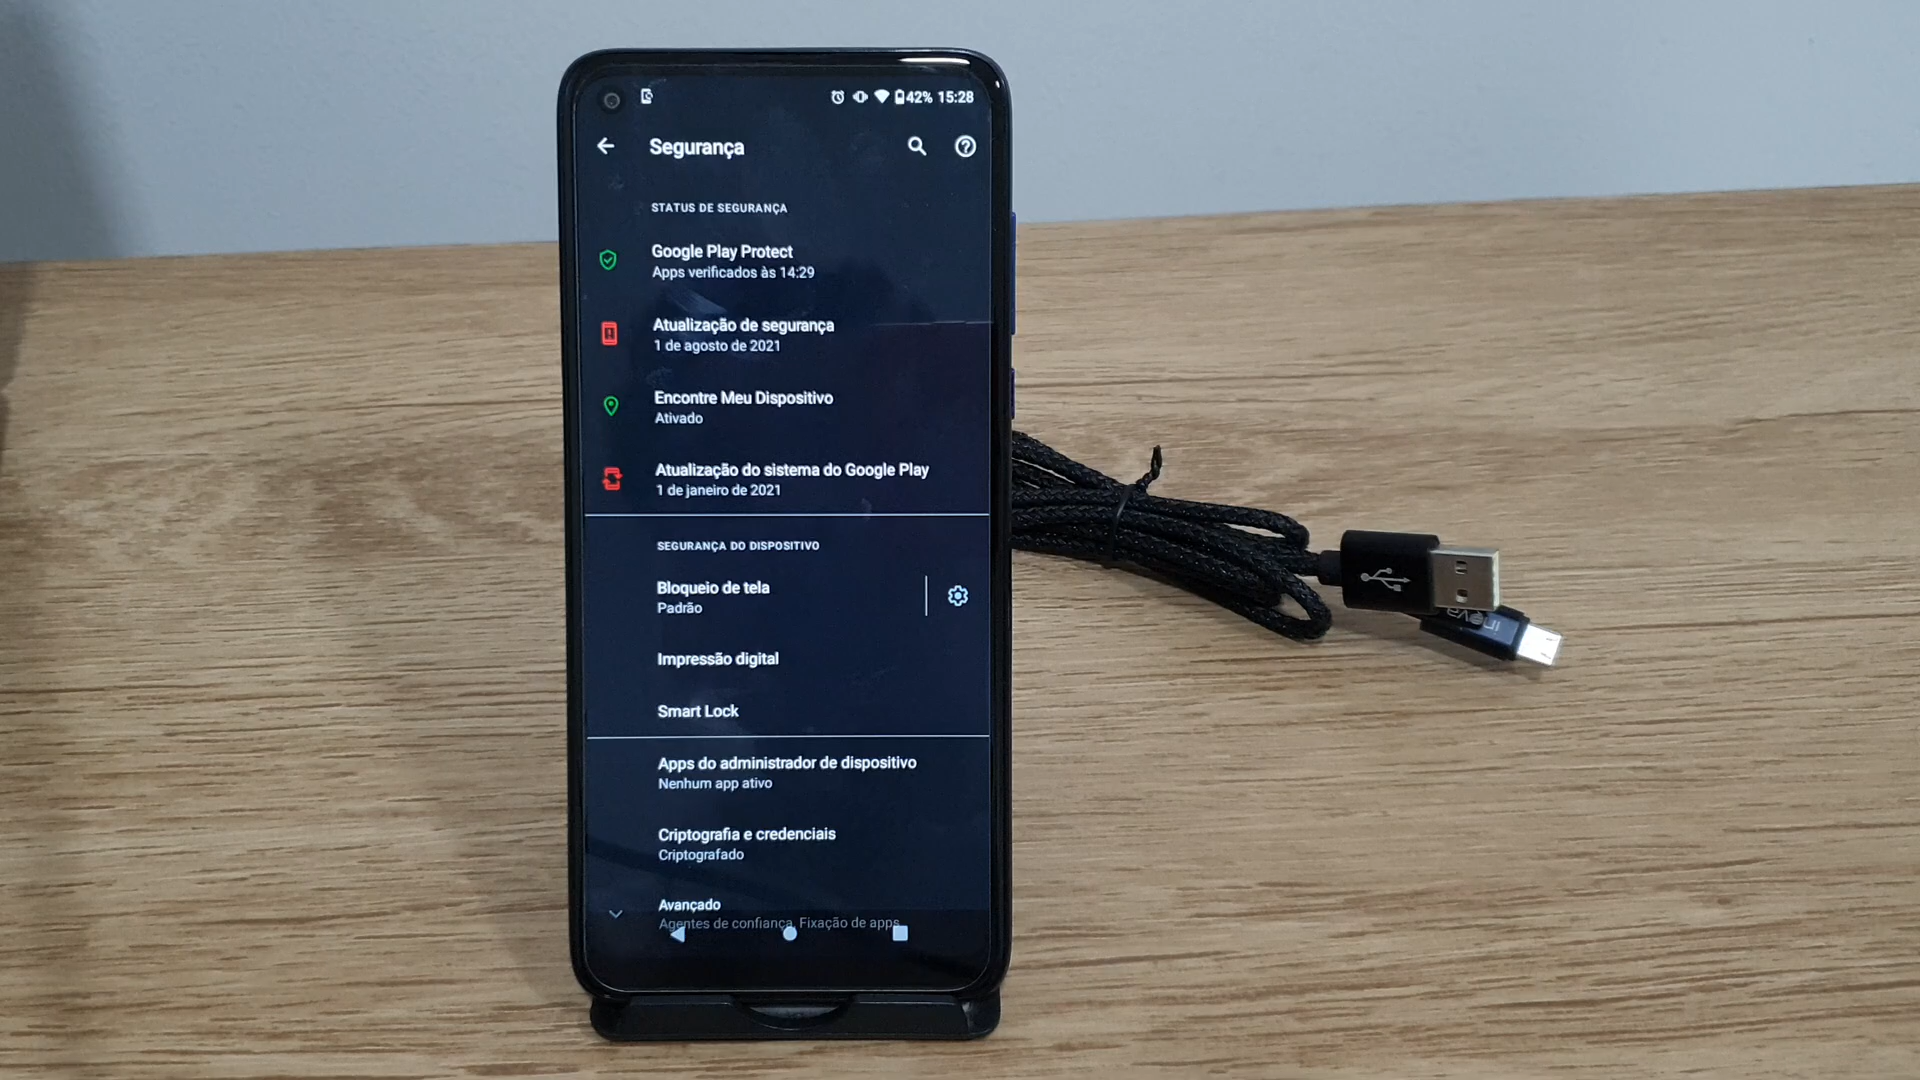 42% 15:28
Segurança
STATUS DE SEGURANÇA
Google Play Protect
Apps verificados às 14:29
Atualização de segurança
1 de agosto de 2021
Encontre Meu Dispositivo
Ativado
Atualização do sistema do Google Play
1 de janeiro de 2021
SEGURANÇA DO DISPOSITIVO
Bloqueio de tela
Padrão
Impressão digital
Smart Lock
Apps do administrador de dispositivo
Nenhum app ativo
Criptografia e credenciais
Criptografado
Avançado
Agentes de confiança, Fixação de apps
inova